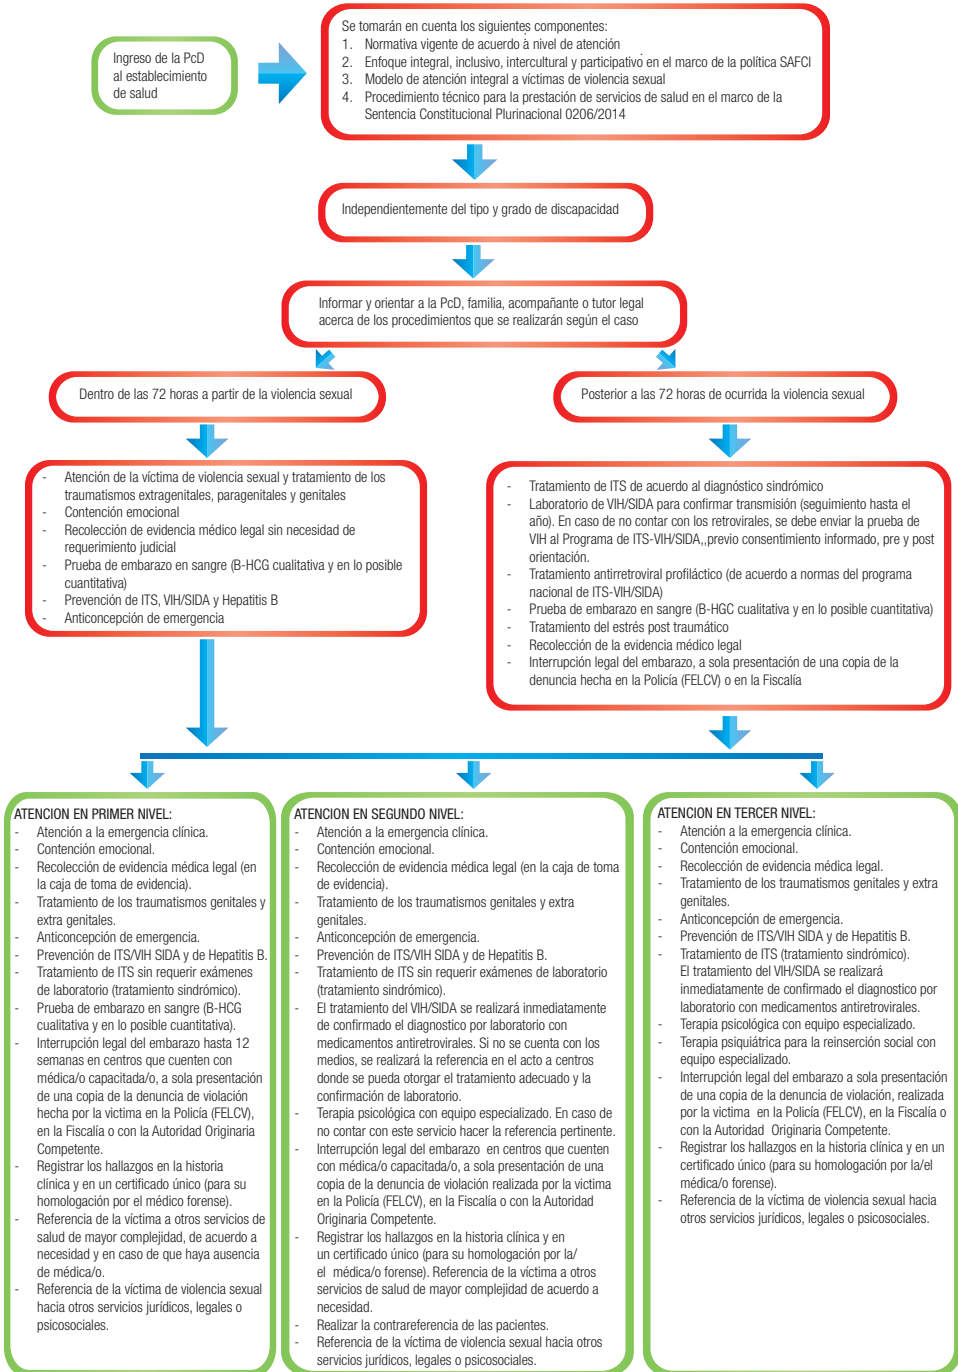 Ingreso de la PcD
al establecimiento
de salud
Se tomarán en cuenta los siguientes componentes:
1. Normativa vigente de acuerdo à nivel de atención
2. Enfoque integral, inclusivo, intercultural y participativo en el marco de la política SAFCI
3. Modelo de atención integral a víctimas de violencia sexual
4. Procedimiento técnico para la prestación de servicios de salud en el marco de la
Sentencia Constitucional Plurinacional 0206/2014
Independientemente del tipo y grado de discapacidad
Informar y orientar a la PcD, familia, acompañante o tutor legal
acerca de los procedimientos que se realizarán según el caso
Dentro de las 72 horas a partir de la violencia sexual
- Atención de la víctima de violencia sexual y tratamiento de los
traumatismos extragenitales, paragenitales y genitales
- Contención emocional
- Recolección de evidencia médico legal sin necesidad de
requerimiento judicial
- Prueba de embarazo en sangre (B-HCG cualitativa y en lo posible
cuantitativa)
- Prevención de ITS, VIH/SIDA y Hepatitis B
- Anticoncepción de emergencia
Posterior a las 72 horas de ocurrida la violencia sexual
- Tratamiento de ITS de acuerdo al diagnóstico sindrómico
- Laboratorio de VIH/SIDA para confirmar transmisión (seguimiento hasta el
año). En caso de no contar con los retrovirales, se debe enviar la prueba de
VIH al Programa de ITS-VIH/SIDA,,previo consentimiento informado, pre y post
orientación.
- Tratamiento antirretroviral profiláctico (de acuerdo a normas del programa
nacional de ITS-VIH/SIDA)
- Prueba de embarazo en sangre (B-HGC cualitativa y en lo posible cuantitativa)
- Tratamiento del estrés post traumático
- Recolección de la evidencia médico legal
- Interrupción legal del embarazo, a sola presentación de una copia de la
denuncia hecha en la Policía (FELCV) o en la Fiscalía
ATENCION EN PRIMER NIVEL:
- Atención a la emergencia clínica.
- Contención emocional.
- Recolección de evidencia médica legal (en
la caja de toma de evidencia).
- Tratamiento de los traumatismos genitales y
extra genitales.
- Anticoncepción de emergencia.
- Prevención de ITS/VIH SIDA y de Hepatitis B.
- Tratamiento de ITS sin requerir exámenes
de laboratorio (tratamiento sindrómico).
- Prueba de embarazo en sangre (B-HCG
cualitativa y en lo posible cuantitativa).
- Interrupción legal del embarazo hasta 12
semanas en centros que cuenten con
médica/o capacitada/o, a sola presentación
de una copia de la denuncia de violación
hecha por la victima en la Policía (FELCV),
en la Fiscalía o con la Autoridad Originaria
Competente.
- Registrar los hallazgos en la historia
clínica y en un certificado único (para su
homologación por el médico forense).
- Referencia de la víctima a otros servicios de
salud de mayor complejidad, de acuerdo a
necesidad y en caso de que haya ausencia
de médica/o.
- Referencia de la víctima de violencia sexual
hacia otros servicios jurídicos, legales o
psicosociales.
ATENCION EN SEGUNDO NIVEL:
- Atención a la emergencia clínica.
- Contención emocional.
- Recolección de evidencia médica legal (en la caja de toma
de evidencia).
- Tratamiento de los traumatismos genitales y extra
genitales.
- Anticoncepción de emergencia.
- Prevención de ITS/VIH SIDA y de Hepatitis B.
- Tratamiento de ITS sin requerir exámenes de laboratorio
(tratamiento sindrómico).
- El tratamiento del VIH/SIDA se realizará inmediatamente
de confirmado el diagnostico por laboratorio con
medicamentos antiretrovirales. Si no se cuenta con los
medios, se realizará la referencia en el acto a centros
donde se pueda otorgar el tratamiento adecuado y la
confirmación de laboratorio.
- Terapia psicológica con equipo especializado. En caso de
no contar con este servicio hacer la referencia pertinente.
- Interrupción legal del embarazo en centros que cuenten
con médico/u capacitada/o, a sola presentación de una
copia de la denuncia de violación realizada por la victima
en la Policía (FELCV), en la Fiscalía o con la Autoridad
Originaria Competente.
- Registrar los hallazgos en la historia clínica y en
un certificado único (para su homologación por la/
el médica/o forense). Referencia de la víctima a otros
servicios de salud de mayor complejidad de acuerdo a
necesidad.
- Realizar la contrareferencia de las pacientes.
- Referencia de la víctima de violencia sexual hacia otros
servicios jurídicos, legales o psicosociales.
ATENCION EN TERCER NIVEL:
- Atención a la emergencia clínica.
- Contención emocional.
- Recolección de evidencia médica legal.
- Tratamiento de los traumatismos genitales y extra
genitales.
- Anticoncepción de emergencia.
- Prevención de ITS/VIH SIDA y de Hepatitis B.
- Tratamiento de ITS (tratamiento sindrómico).
El tratamiento del VIH/SIDA se realizará
inmediatamente de confirmado el diagnostico por
laboratorio con medicamentos antiretrovirales.
- Terapia psicológica con equipo especializado.
- Terapia psiquiátrica para la reinserción social con
equipo especializado.
- Interrupción legal del embarazo a sola presentación
de una copia de la denuncia de violación, realizada
por la victima en la Policía (FELCV), en la Fiscalía o
con la Autoridad Originaria Competente.
- Registrar los hallazgos en la historia clínica y en un
certificado único (para su homologación por la/el
médica/o forense).
- Referencia de la víctima de violencia sexual hacia
otros servicios jurídicos, legales o psicosociales.